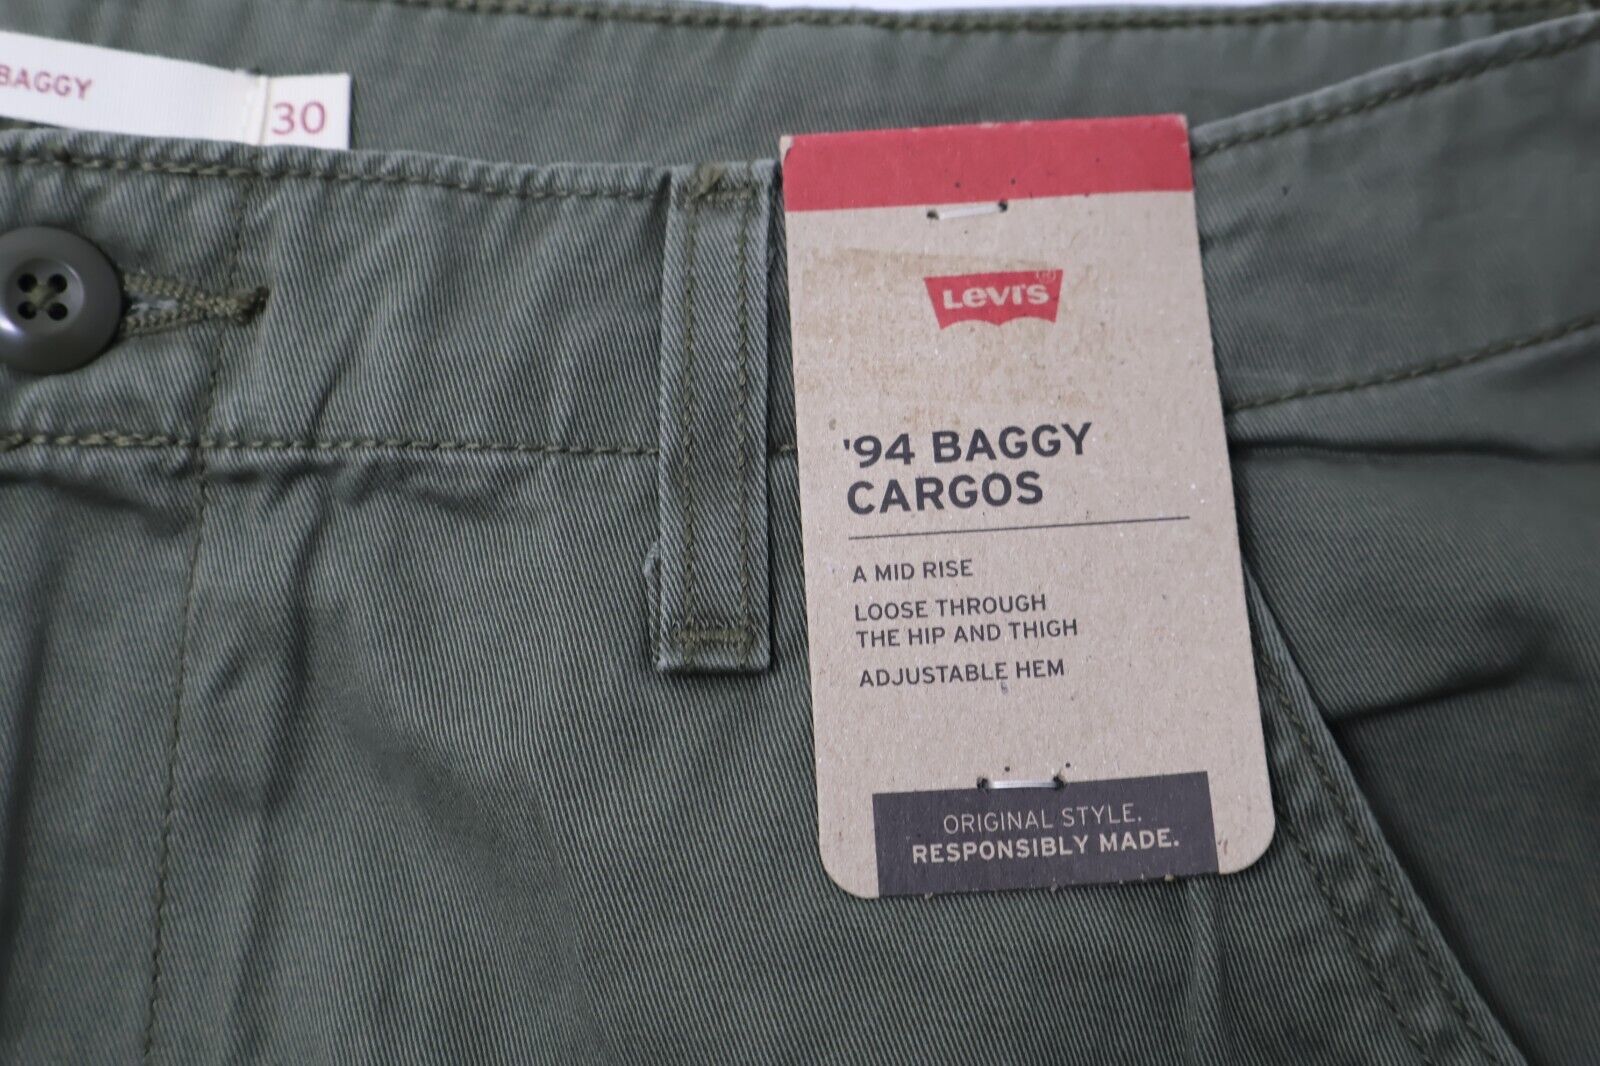 BAGGY
30
Levi's
'94 BAGGY
CARGOS
A MID RISE
LOOSE THROUGH
THE HIP AND THIGH
ADJUSTABLE HEM
ORIGINAL STYLE.
RESPONSIBLY MADE.